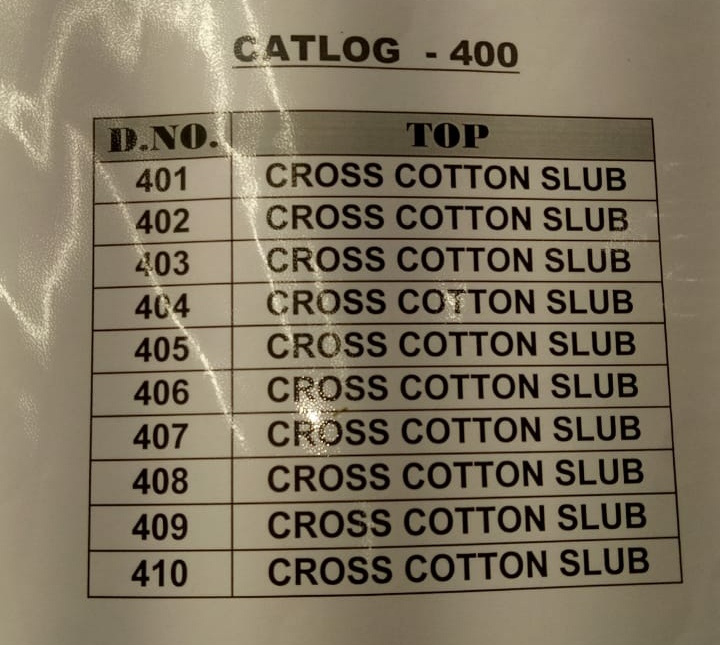 CATLOG - 400
D.NO. TOP
401 CROSS COTTON SLUB
402 CROSS COTTON SLUB
403 CROSS COTTON SLUB
404 CROSS COTTON SLUB
405 CROSS COTTON SLUB
406 CROSS COTTON SLUB
407 CROSS COTTON SLUB
408 CROSS COTTON SLUB
409 CROSS COTTON SLUB
410 CROSS COTTON SLUB